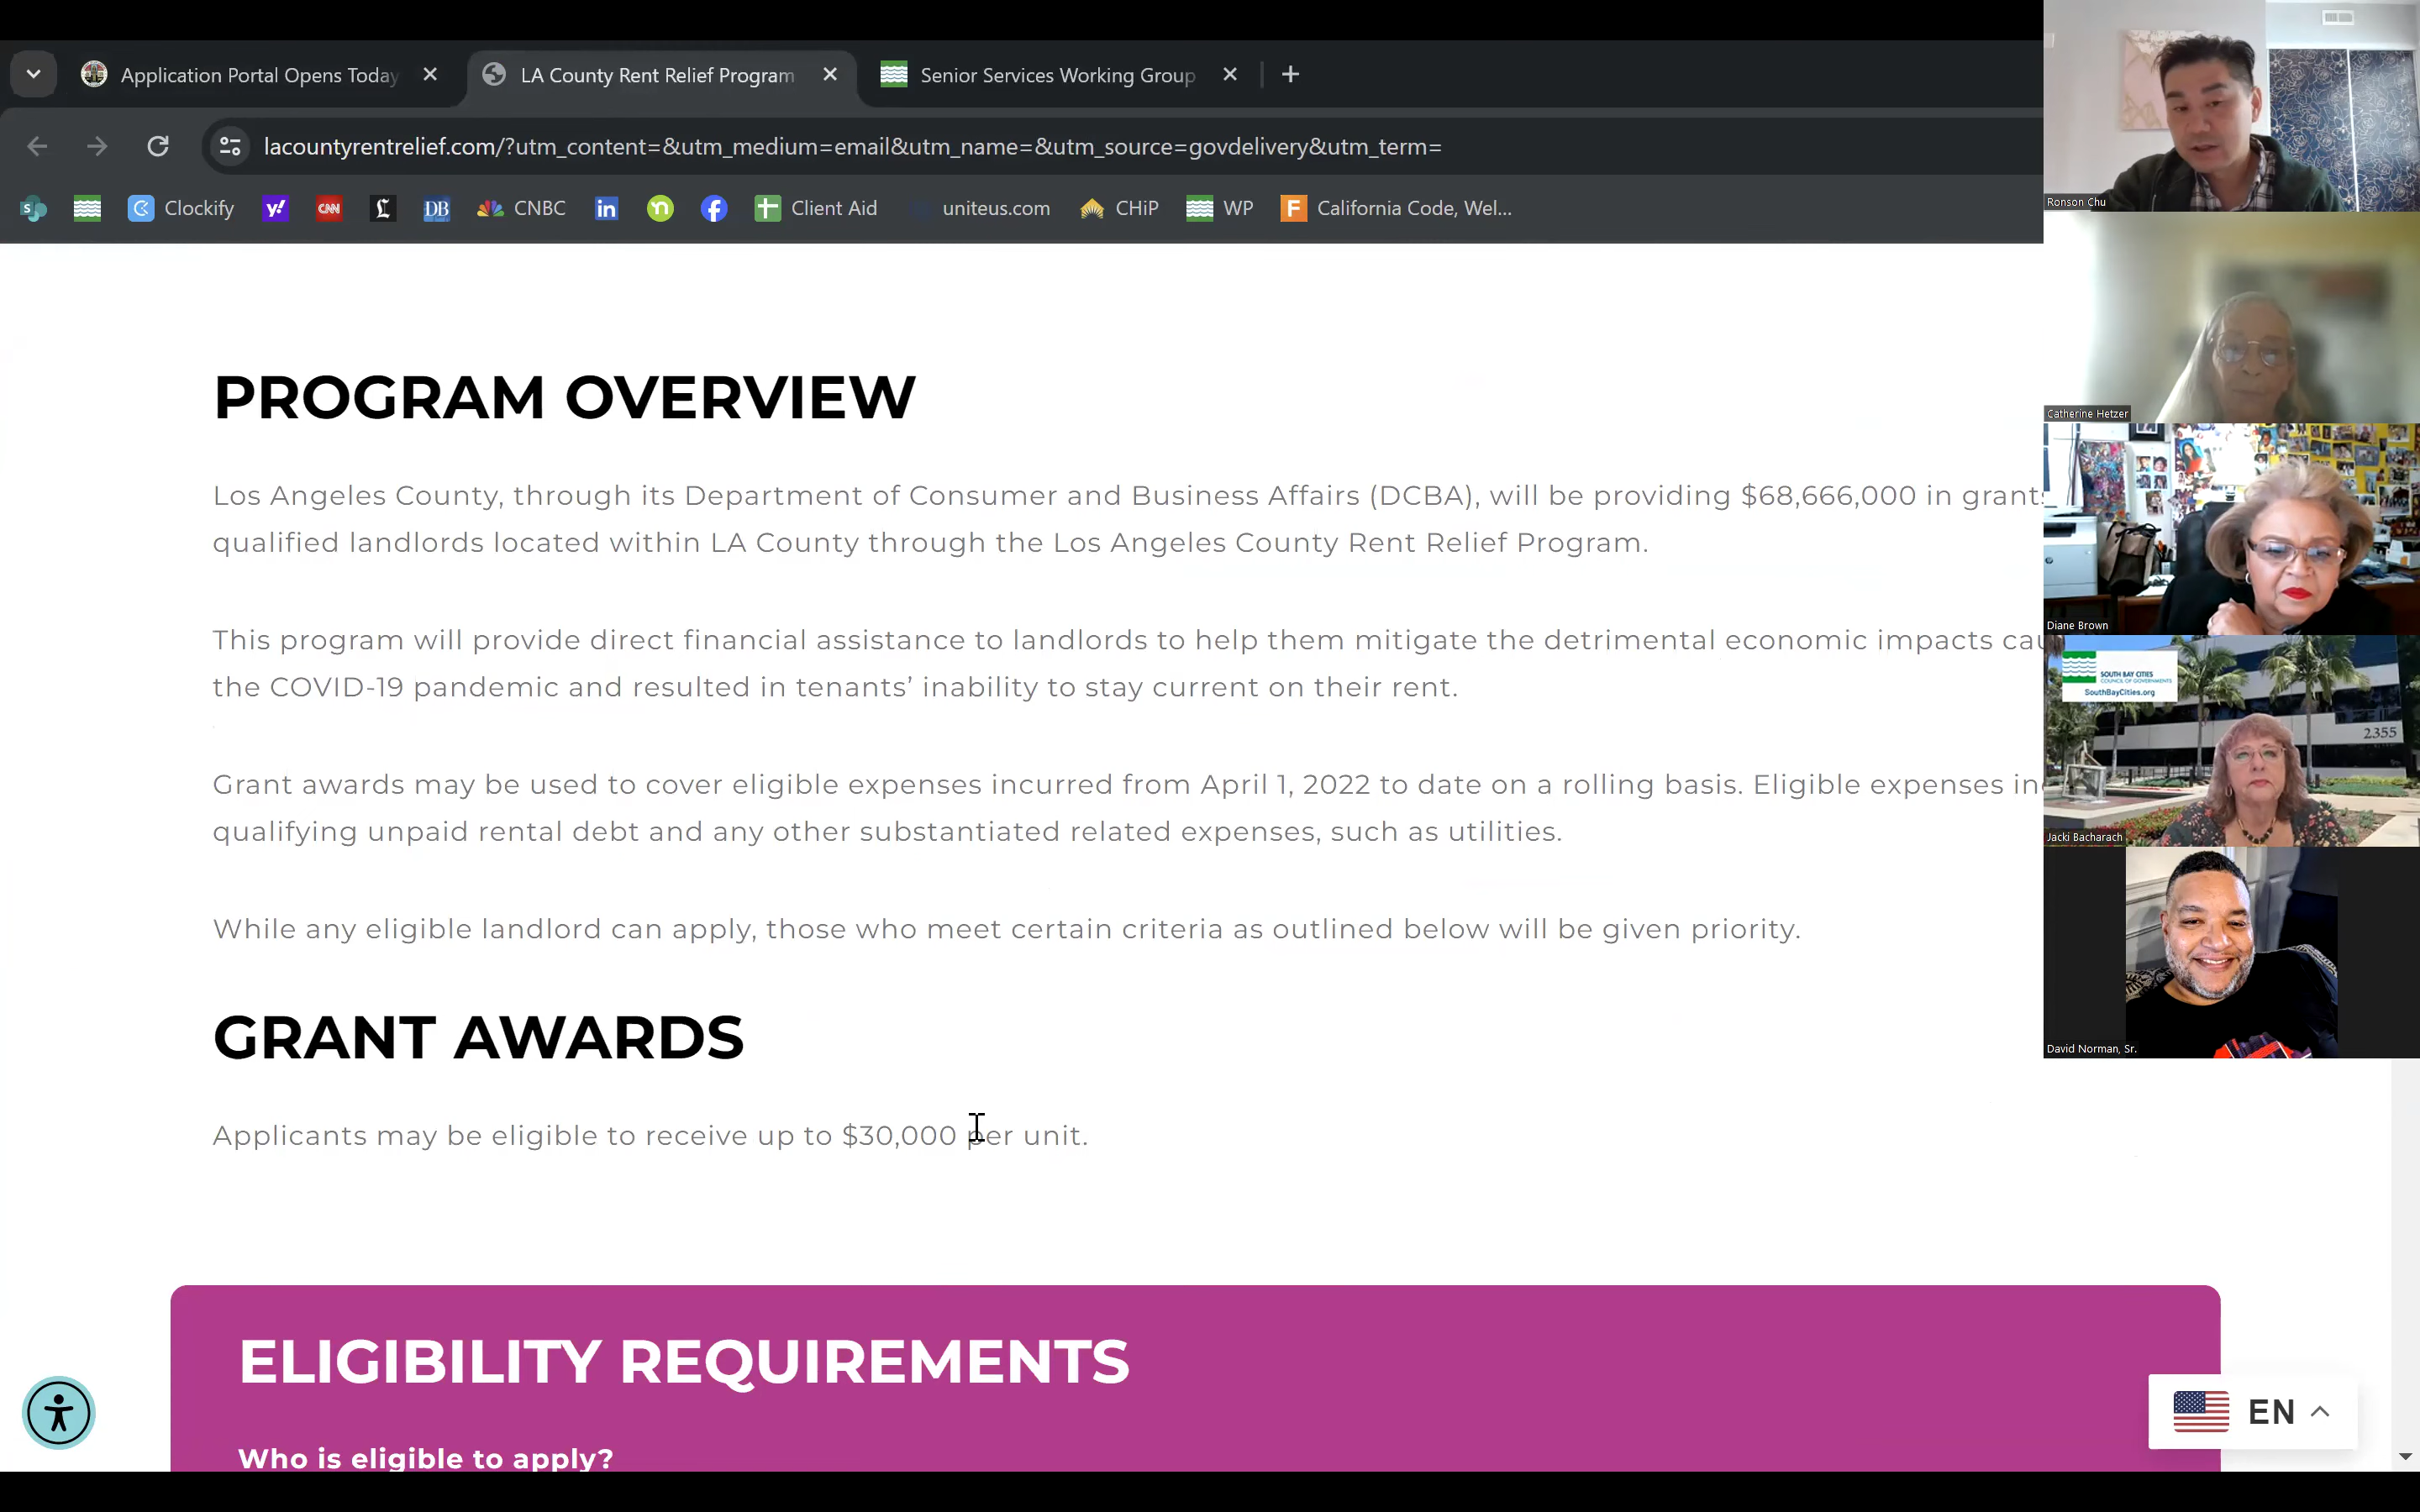 Application Portal Opens Today
LA County Rent Relief Program
Senior Services Working Group
lacountyrentrelief.com/?utm_content=&utm_medium=email&utm_name=&utm_source=govdelivery&utm_term=
Clockify
y!
CNN
L
DB
CNBC
in
n
f
Client Aid
uniteus.com
CHiP
WP
F
California Code, Wel...
PROGRAM OVERVIEW
Los Angeles County, through its Department of Consumer and Business Affairs (DCBA), will be providing $68,666,000 in grants
qualified landlords located within LA County through the Los Angeles County Rent Relief Program.
This program will provide direct financial assistance to landlords to help them mitigate the detrimental economic impacts cau
the COVID-19 pandemic and resulted in tenants’ inability to stay current on their rent.
Grant awards may be used to cover eligible expenses incurred from April 1, 2022 to date on a rolling basis. Eligible expenses in
qualifying unpaid rental debt and any other substantiated related expenses, such as utilities.
While any eligible landlord can apply, those who meet certain criteria as outlined below will be given priority.
GRANT AWARDS
Applicants may be eligible to receive up to $30,000 per unit.
ELIGIBILITY REQUIREMENTS
Who is eligible to apply?
EN
Ronson Chu
Catherine Hetzer
Diane Brown
SOUTH BAY CITIES
COUNCIL OF GOVERNMENTS
SouthBayCities.org
2355
Jacki Bacharach
David Norman, Sr.